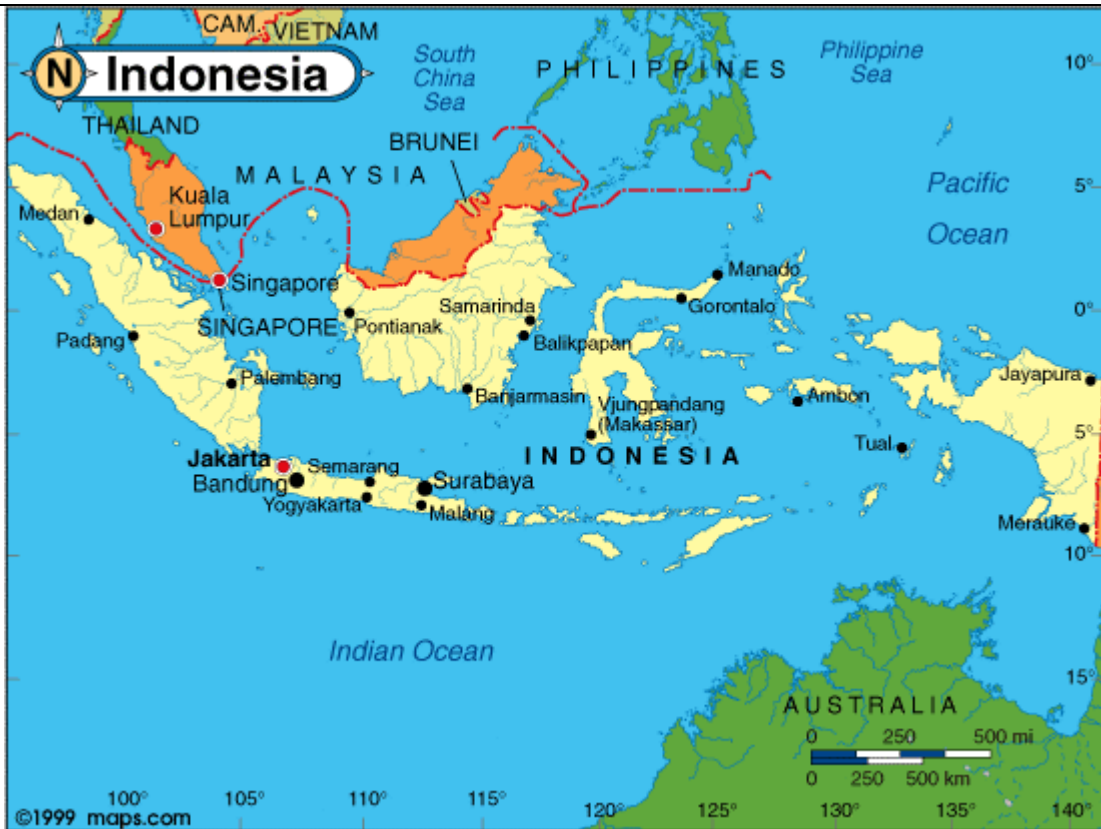 CAM.
VIETNAM
N
Indonesia
South
China
Sea
PHILIPPINES
Philippine
Sea
10°
THAILAND
BRUNEI
MALAYSIA
Pacific
Ocean
5°
Kuala
Lumpur
Medan
Singapore
SINGAPORE
Manado
Gorontalo
Samarinda
0°
Pontianak
Padang
Balikpapan
Palembang
Jayapura
Banjarmasin
Vjungpandang
(Makassar)
Ambon
5°
Tual
INDONESIA
Jakarta
Semarang
Bandung
Surabaya
Yogyakarta
Malang
Merauke
10°
Indian Ocean
15°
AUSTRALIA
0 250 500 mi
0 250 500 km
100° 105° 110° 115° 120° 125° 130° 135° 140°
©1999 maps.com